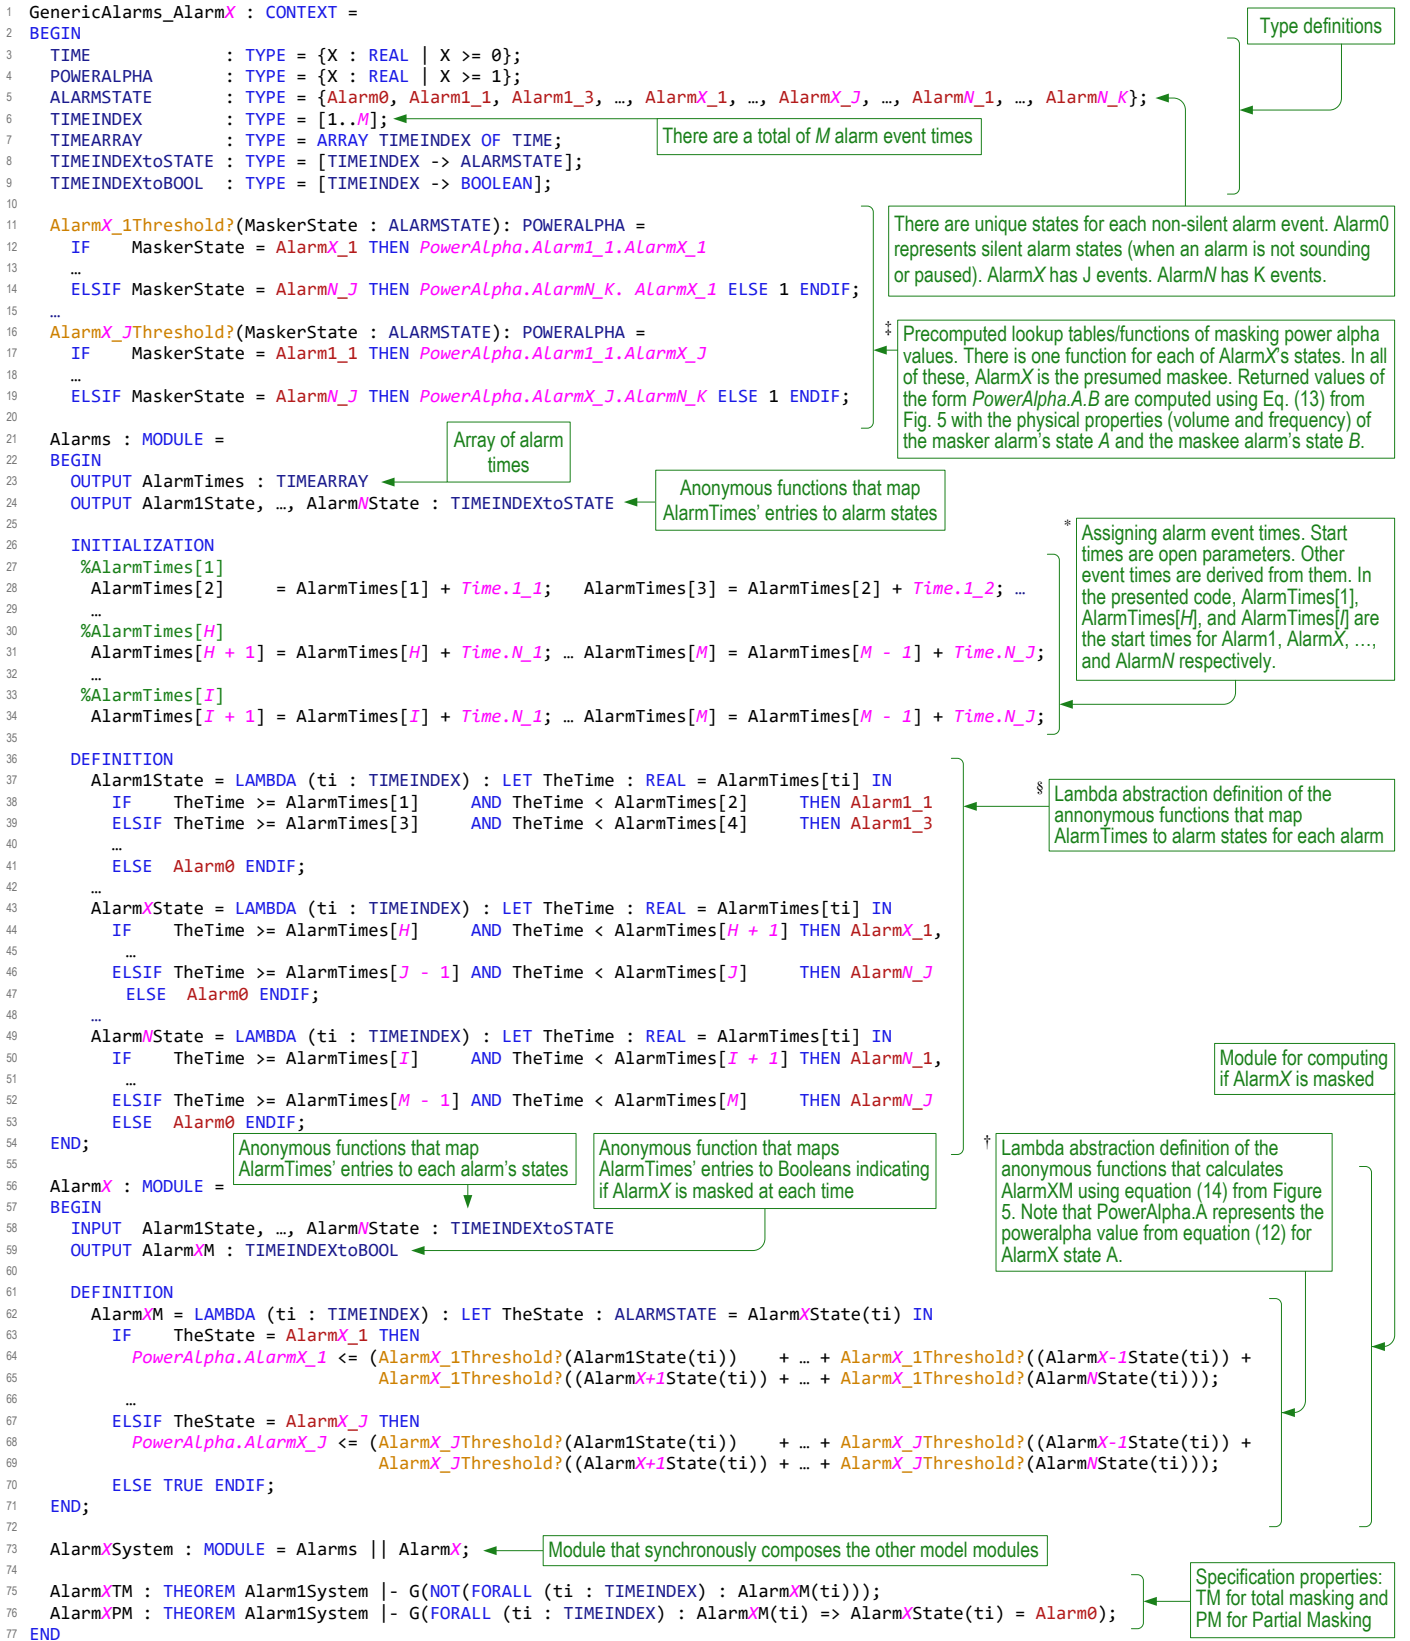 1 GenericAlarms_AlarmX : CONTEXT =
2 BEGIN
Type definitions
3 TIME : TYPE = {X : REAL | X >= 0};
4 POWERALPHA : TYPE = {X : REAL | X >= 1};
5 ALARMSTATE : TYPE = {Alarm0, Alarm1_1, Alarm1_3, …, AlarmX_1, …, AlarmX_J, …, AlarmN_1, …, AlarmN_K};
6 TIMEINDEX : TYPE = [1..M];
There are a total of M alarm event times
7 TIMEARRAY : TYPE = ARRAY TIMEINDEX OF TIME;
8 TIMEINDEXtoSTATE : TYPE = [TIMEINDEX -> ALARMSTATE];
9 TIMEINDEXtoBOOL : TYPE = [TIMEINDEX -> BOOLEAN];
10
There are unique states for each non-silent alarm event. Alarm0
represents silent alarm states (when an alarm is not sounding
or paused). AlarmX has J events. AlarmN has K events.
11 AlarmX_1Threshold?(MaskerState : ALARMSTATE): POWERALPHA =
12 IF MaskerState = AlarmX_1 THEN PowerAlpha.Alarm1_1.AlarmX_1
13 …
14 ELSIF MaskerState = AlarmN_J THEN PowerAlpha.AlarmN_K. AlarmX_1 ELSE 1 ENDIF;
15 …
16 AlarmX_JThreshold?(MaskerState : ALARMSTATE): POWERALPHA =
17 IF MaskerState = Alarm1_1 THEN PowerAlpha.Alarm1_1.AlarmX_J
18 …
19 ELSIF MaskerState = AlarmN_J THEN PowerAlpha.AlarmX_J.AlarmN_K ELSE 1 ENDIF;
20
‡ Precomputed lookup tables/functions of masking power alpha
values. There is one function for each of AlarmX's states. In all
of these, AlarmX is the presumed maskee. Returned values of
the form PowerAlpha.A.B are computed using Eq. (13) from
Fig. 5 with the physical properties (volume and frequency) of
the masker alarm's state A and the maskee alarm's state B.
21 Alarms : MODULE =
22 BEGIN
Array of alarm
times
23 OUTPUT AlarmTimes : TIMEARRAY
24 OUTPUT Alarm1State, …, AlarmNState : TIMEINDEXtoSTATE
Anonymous functions that map
AlarmTimes' entries to alarm states
25
26 INITIALIZATION
27 %AlarmTimes[1]
28 AlarmTimes[2] = AlarmTimes[1] + Time.1_1; AlarmTimes[3] = AlarmTimes[2] + Time.1_2; …
29 …
30 %AlarmTimes[H]
31 AlarmTimes[H + 1] = AlarmTimes[H] + Time.N_1; … AlarmTimes[M] = AlarmTimes[M - 1] + Time.N_J;
32 …
33 %AlarmTimes[I]
34 AlarmTimes[I + 1] = AlarmTimes[I] + Time.N_1; … AlarmTimes[M] = AlarmTimes[M - 1] + Time.N_J;
35
* Assigning alarm event times. Start
times are open parameters. Other
event times are derived from them. In
the presented code, AlarmTimes[1],
AlarmTimes[H], and AlarmTimes[I] are
the start times for Alarm1, AlarmX, …,
and AlarmN respectively.
36 DEFINITION
37 Alarm1State = LAMBDA (ti : TIMEINDEX) : LET TheTime : REAL = AlarmTimes[ti] IN
38 IF TheTime >= AlarmTimes[1] AND TheTime < AlarmTimes[2] THEN Alarm1_1
39 ELSIF TheTime >= AlarmTimes[3] AND TheTime < AlarmTimes[4] THEN Alarm1_3
40 …
41 ELSE Alarm0 ENDIF;
42 …
§ Lambda abstraction definition of the
annonymous functions that map
AlarmTimes to alarm states for each alarm
43 AlarmXState = LAMBDA (ti : TIMEINDEX) : LET TheTime : REAL = AlarmTimes[ti] IN
44 IF TheTime >= AlarmTimes[H] AND TheTime < AlarmTimes[H + 1] THEN AlarmX_1,
45 …
46 ELSIF TheTime >= AlarmTimes[J - 1] AND TheTime < AlarmTimes[J] THEN AlarmN_J
47 ELSE Alarm0 ENDIF;
48 …
49 AlarmNState = LAMBDA (ti : TIMEINDEX) : LET TheTime : REAL = AlarmTimes[ti] IN
50 IF TheTime >= AlarmTimes[I] AND TheTime < AlarmTimes[I + 1] THEN AlarmN_1,
51 …
52 ELSIF TheTime >= AlarmTimes[M - 1] AND TheTime < AlarmTimes[M] THEN AlarmN_J
53 ELSE Alarm0 ENDIF;
54 END;
55
Module for computing
if AlarmX is masked
Anonymous functions that map
AlarmTimes' entries to each alarm's states
Anonymous function that maps
AlarmTimes' entries to Booleans indicating
if AlarmX is masked at each time
† Lambda abstraction definition of the
anonymous functions that calculates
AlarmXM using equation (14) from Figure
5. Note that PowerAlpha.A represents the
poweralpha value from equation (12) for
AlarmX state A.
56 AlarmX : MODULE =
57 BEGIN
58 INPUT Alarm1State, …, AlarmNState : TIMEINDEXtoSTATE
59 OUTPUT AlarmXM : TIMEINDEXtoBOOL
60
61 DEFINITION
62 AlarmXM = LAMBDA (ti : TIMEINDEX) : LET TheState : ALARMSTATE = AlarmXState(ti) IN
63 IF TheState = AlarmX_1 THEN
64 PowerAlpha.AlarmX_1 <= (AlarmX_1Threshold?(Alarm1State(ti)) + … + AlarmX_1Threshold?((AlarmX-1State(ti)) +
65 AlarmX_1Threshold?((AlarmX+1State(ti)) + … + AlarmX_1Threshold?(AlarmNState(ti)));
66 …
67 ELSIF TheState = AlarmX_J THEN
68 PowerAlpha.AlarmX_J <= (AlarmX_JThreshold?(Alarm1State(ti)) + … + AlarmX_JThreshold?((AlarmX-1State(ti)) +
69 AlarmX_JThreshold?((AlarmX+1State(ti)) + … + AlarmX_JThreshold?(AlarmNState(ti)));
70 ELSE TRUE ENDIF;
71 END;
72
73 AlarmXSystem : MODULE = Alarms || AlarmX;
Module that synchronously composes the other model modules
74
75 AlarmXTM : THEOREM Alarm1System |- G(NOT(FORALL (ti : TIMEINDEX) : AlarmXM(ti)));
76 AlarmXPM : THEOREM Alarm1System |- G(FORALL (ti : TIMEINDEX) : AlarmXM(ti) => AlarmXState(ti) = Alarm0);
77 END
Specification properties:
TM for total masking and
PM for Partial Masking